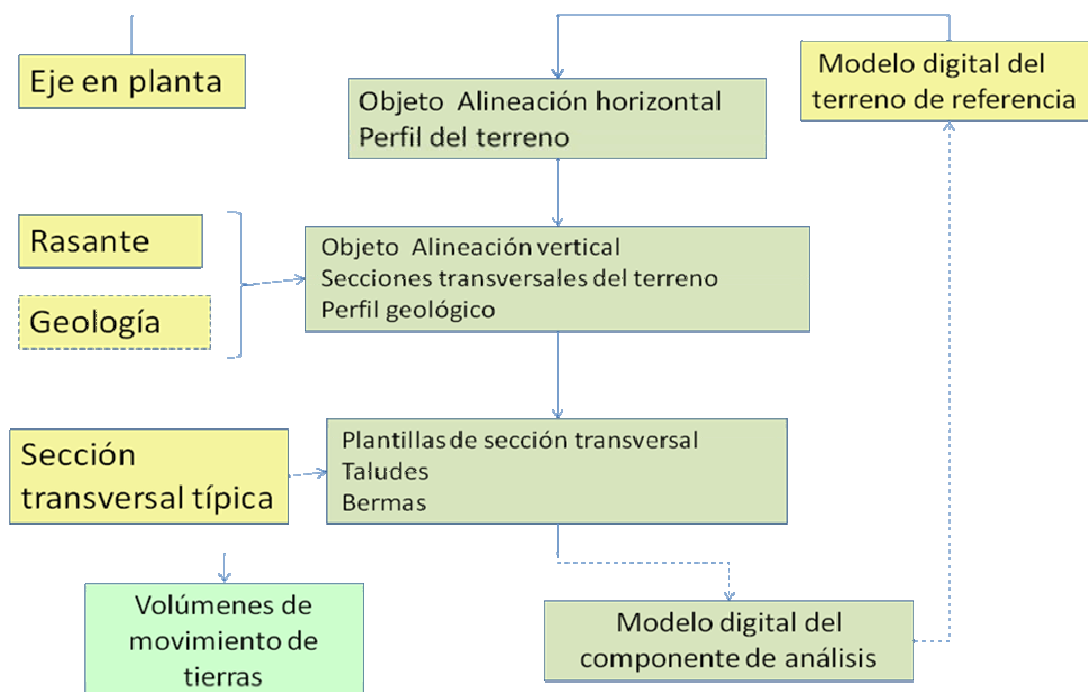 Eje en planta
Objeto Alineación horizontal
Perfil del terreno
Modelo digital del
terreno de referencia
Rasante
Geología
Objeto Alineación vertical
Secciones transversales del terreno
Perfil geológico
Sección
transversal típica
Plantillas de sección transversal
Taludes
Bermas
Volúmenes de
movimiento de
tierras
Modelo digital del
componente de análisis